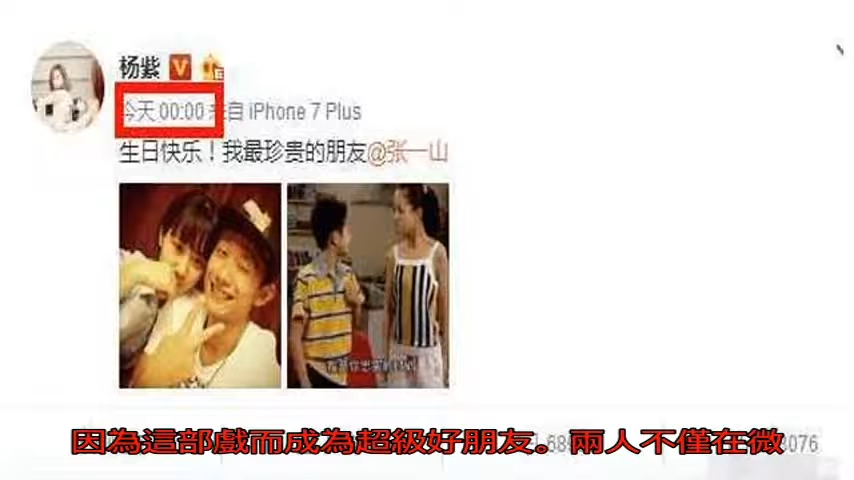 杨紫
今天 00:00 来自 iPhone 7 Plus
生日快乐！我最珍贵的朋友@张一山
因為這部戲而成為超級好朋友。兩人不僅在微